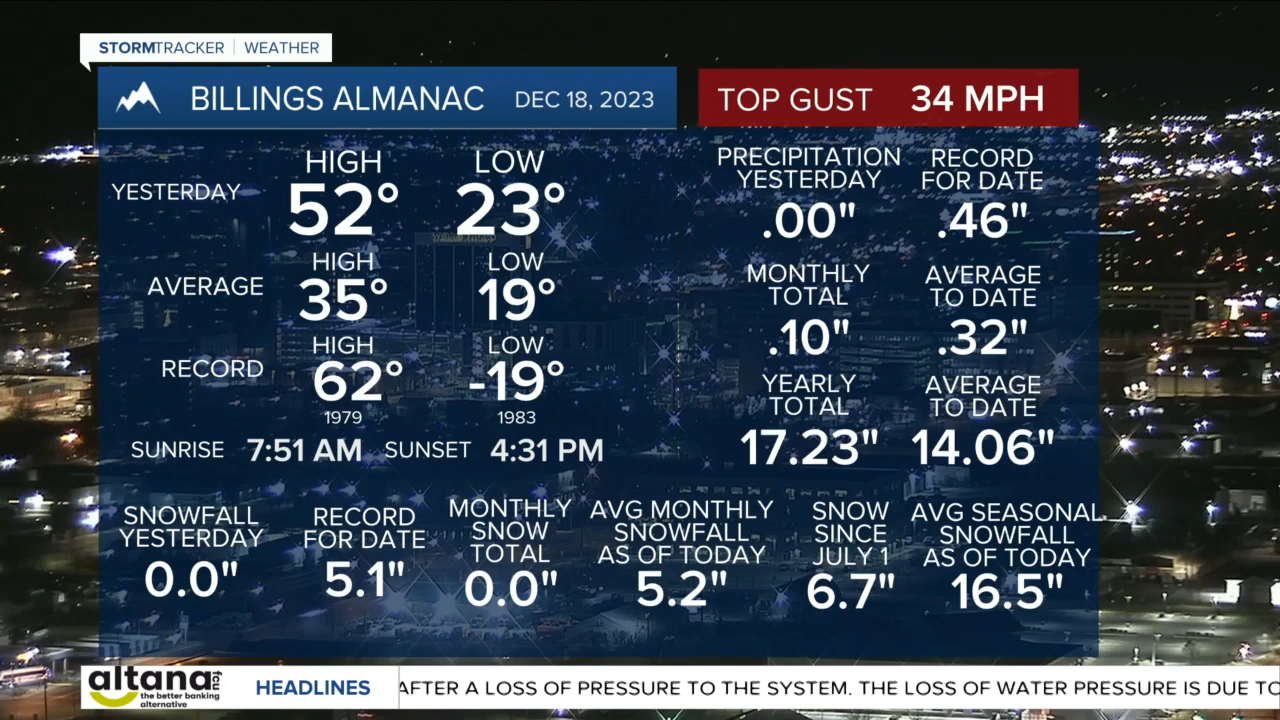 STORMTRACKER | WEATHER
BILLINGS ALMANAC DEC 18, 2023
TOP GUST 34 MPH
HIGH LOW
YESTERDAY 52° 23°
HIGH LOW
AVERAGE 35° 19°
HIGH LOW
RECORD 62° -19°
1979 1983
SUNRISE 7:51 AM SUNSET 4:31 PM
PRECIPITATION RECORD
YESTERDAY FOR DATE
.00" .46"
MONTHLY AVERAGE
TOTAL TO DATE
.10" .32"
YEARLY AVERAGE
TOTAL TO DATE
17.23" 14.06"
SNOWFALL
YESTERDAY
0.0"
RECORD
FOR DATE
5.1"
MONTHLY
SNOW
TOTAL
0.0"
AVG MONTHLY
SNOWFALL
AS OF TODAY
5.2"
SNOW
SINCE
JULY 1
6.7"
AVG SEASONAL
SNOWFALL
AS OF TODAY
16.5"
altana fcu
the better banking
alternative
HEADLINES AFTER A LOSS OF PRESSURE TO THE SYSTEM. THE LOSS OF WATER PRESSURE IS DUE TO